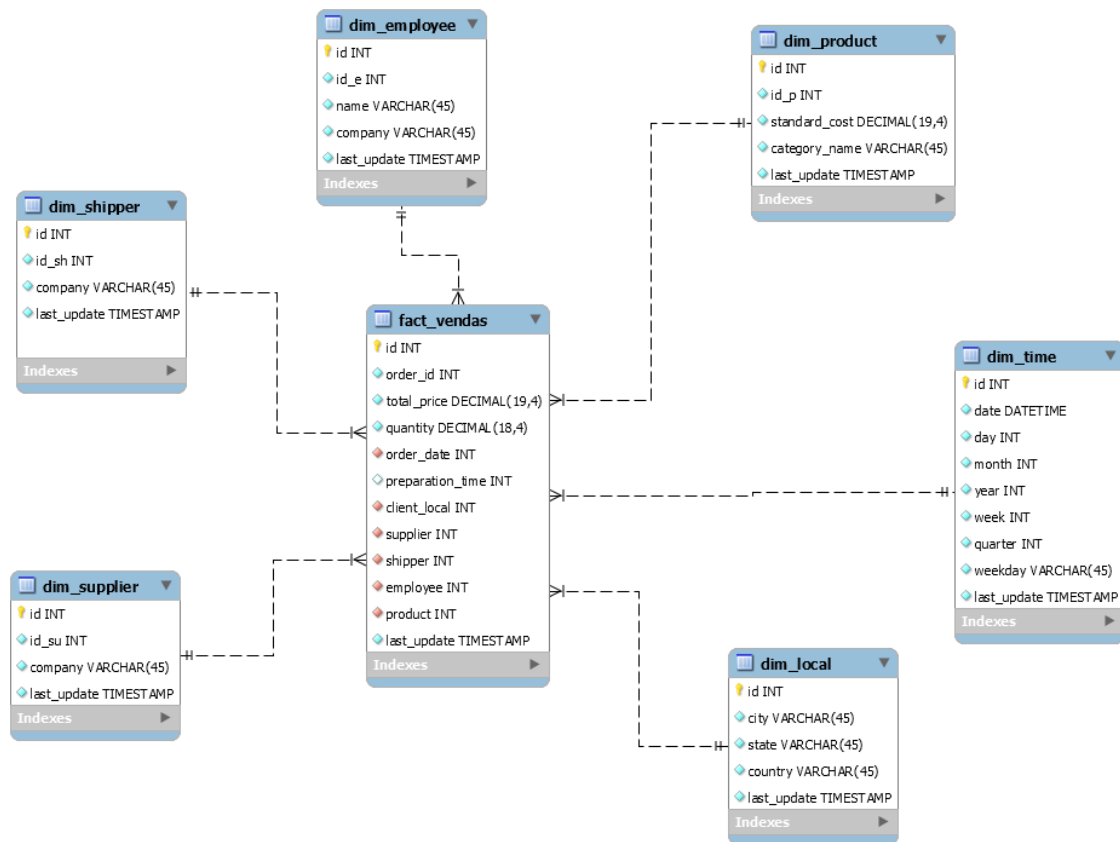 dim_employee
id INT
id_e INT
name VARCHAR(45)
company VARCHAR(45)
last_update TIMESTAMP
Indexes
dim_product
id INT
id_p INT
standard_cost DECIMAL(19,4)
category_name VARCHAR(45)
last_update TIMESTAMP
Indexes
dim_shipper
id INT
id_sh INT
company VARCHAR(45)
last_update TIMESTAMP
Indexes
fact_vendas
id INT
order_id INT
total_price DECIMAL(19,4)
quantity DECIMAL(18,4)
order_date INT
preparation_time INT
client_local INT
supplier INT
shipper INT
employee INT
product INT
last_update TIMESTAMP
Indexes
dim_time
id INT
date DATETIME
day INT
month INT
year INT
week INT
quarter INT
weekday VARCHAR(45)
last_update TIMESTAMP
Indexes
dim_supplier
id INT
id_su INT
company VARCHAR(45)
last_update TIMESTAMP
Indexes
dim_local
id INT
city VARCHAR(45)
state VARCHAR(45)
country VARCHAR(45)
last_update TIMESTAMP
Indexes